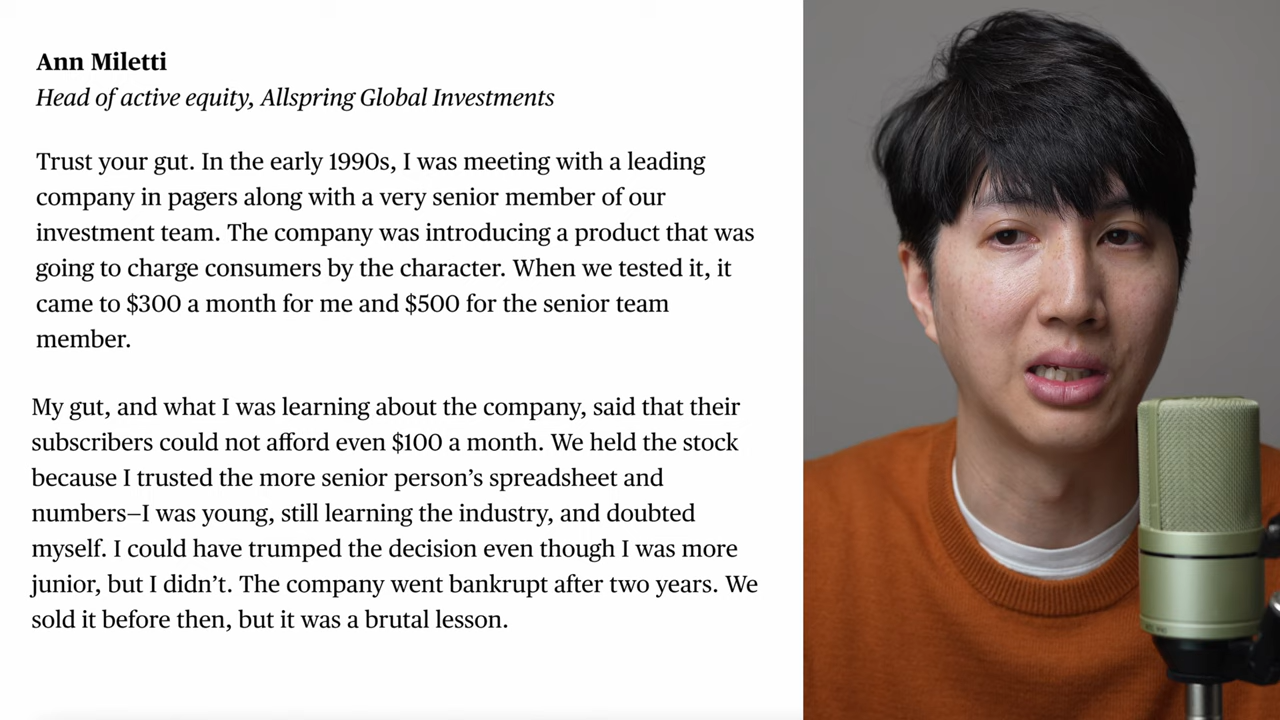 Ann Miletti
Head of active equity, Allspring Global Investments
Trust your gut. In the early 1990s, I was meeting with a leading
company in pagers along with a very senior member of our
investment team. The company was introducing a product that was
going to charge consumers by the character. When we tested it, it
came to $300 a month for me and $500 for the senior team
member.
My gut, and what I was learning about the company, said that their
subscribers could not afford even $100 a month. We held the stock
because I trusted the more senior person’s spreadsheet and
numbers—I was young, still learning the industry, and doubted
myself. I could have trumped the decision even though I was more
junior, but I didn’t. The company went bankrupt after two years. We
sold it before then, but it was a brutal lesson.